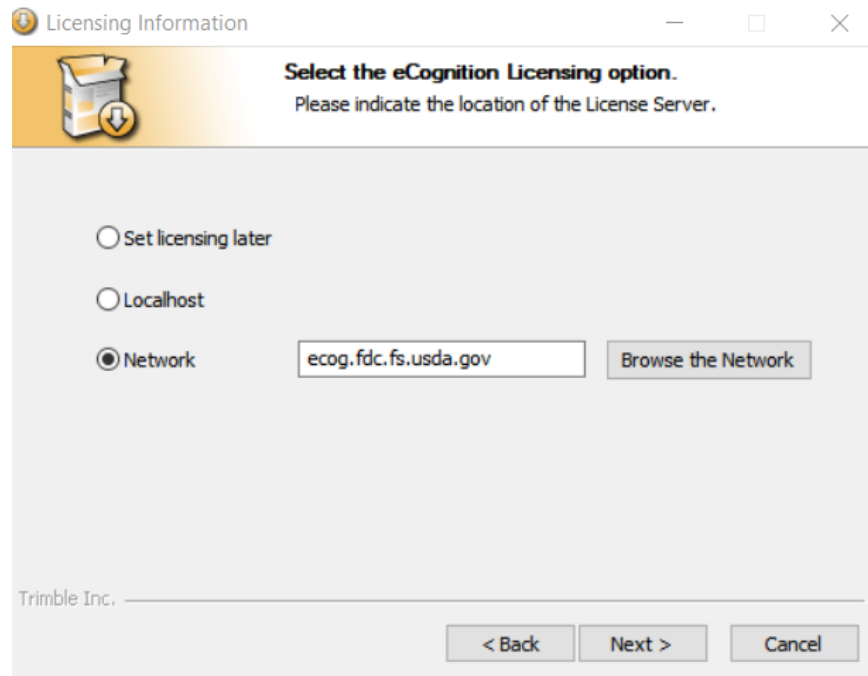 Licensing Information
Select the eCognition Licensing option.
Please indicate the location of the License Server.
Set licensing later
Localhost
Network
ecog.fdc.fs.usda.gov
Browse the Network
Trimble Inc.
< Back
Next >
Cancel